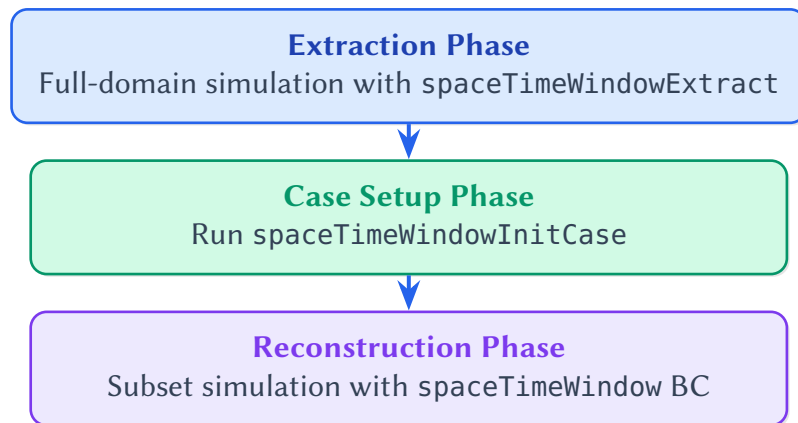 Extraction Phase
Full-domain simulation with spaceTimeWindowExtract
Case Setup Phase
Run spaceTimeWindowInitCase
Reconstruction Phase
Subset simulation with spaceTimeWindow BC